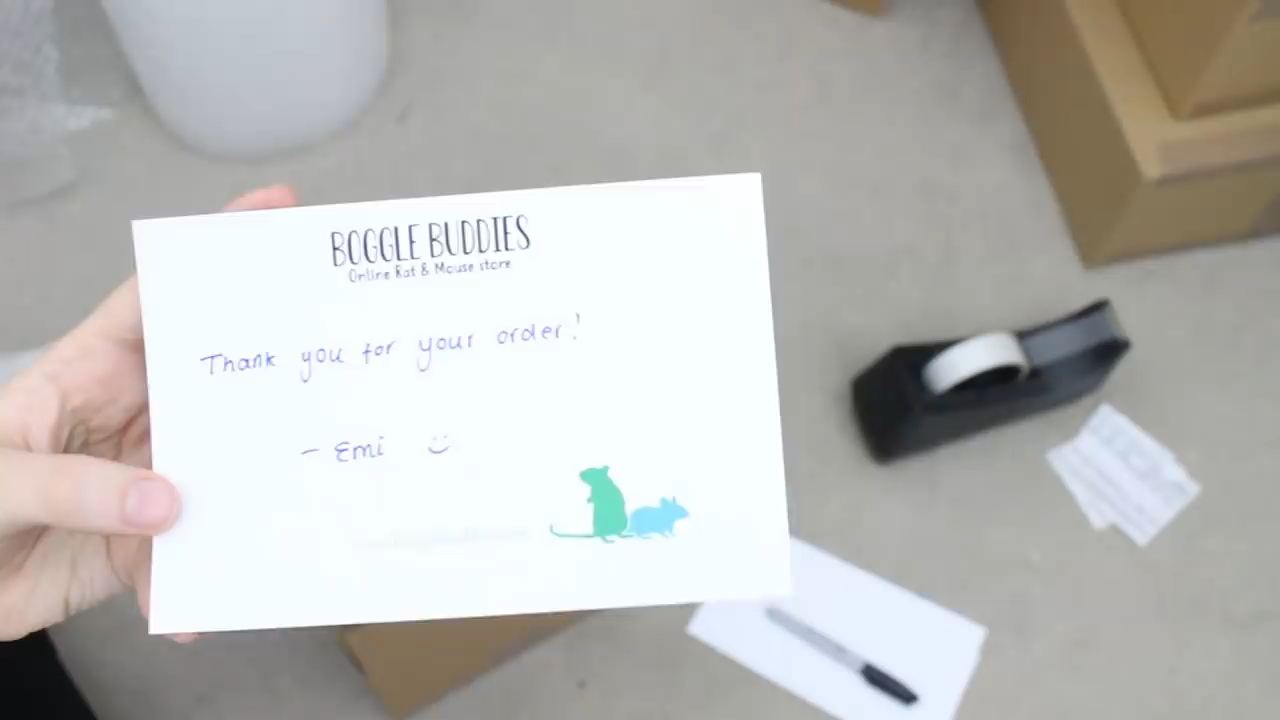 BOGGLE BUDDIES
Online Rat & Mouse store
Thank you for your order!
- Emi